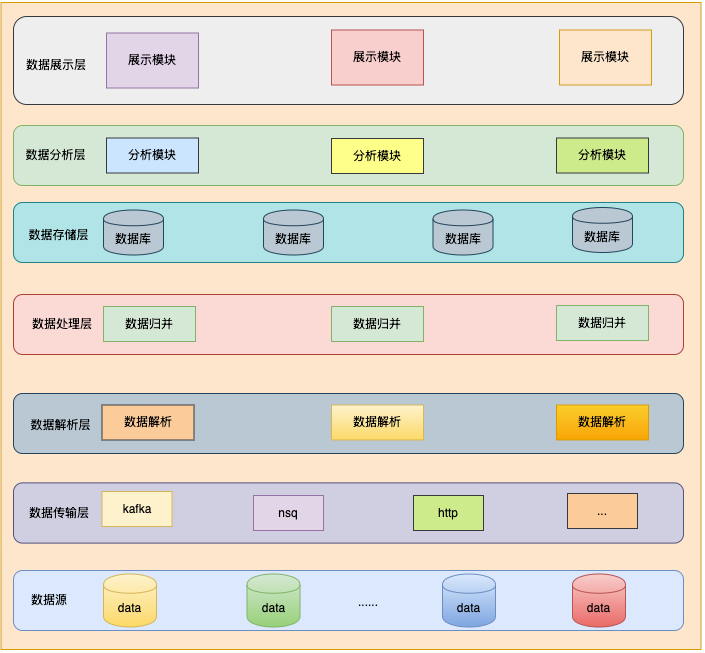 数据展示层
展示模块
展示模块
展示模块
数据分析层
分析模块
分析模块
分析模块
数据存储层
数据库
数据库
数据库
数据库
数据处理层
数据归并
数据归并
数据归并
数据解析层
数据解析
数据解析
数据解析
数据传输层
kafka
nsq
http
...
数据源
data
data
......
data
data